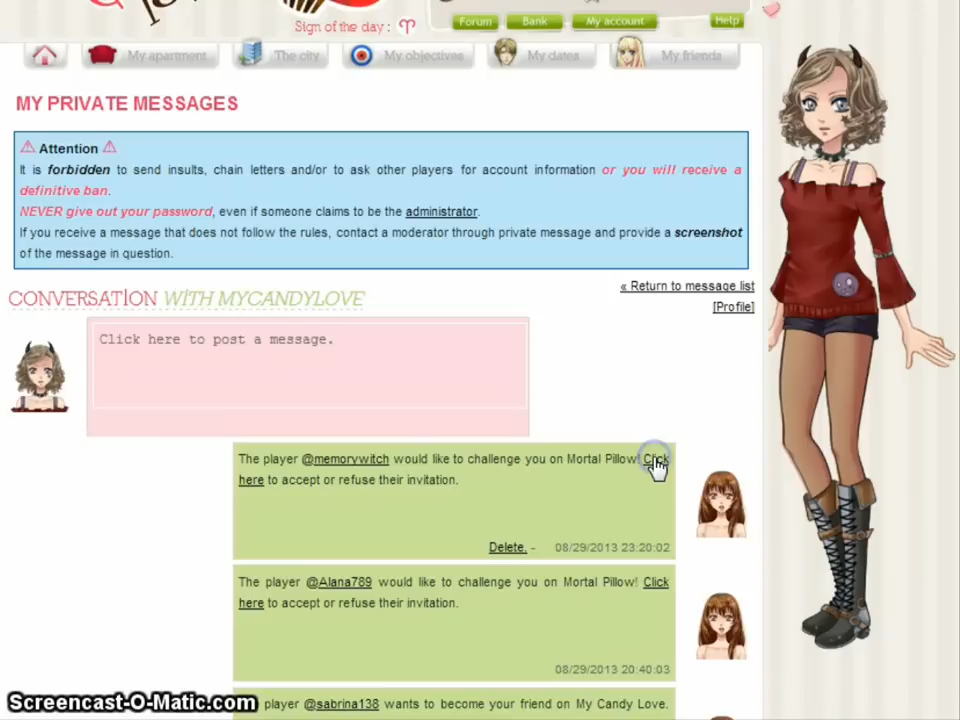 Sign of the day :
Forum Bank My account Help
My apartment The city My objectives My dates My friends
MY PRIVATE MESSAGES
Attention
It is forbidden to send insults, chain letters and/or to ask other players for account information or you will receive a
definitive ban.
NEVER give out your password, even if someone claims to be the administrator.
If you receive a message that does not follow the rules, contact a moderator through private message and provide a screenshot
of the message in question.
CONVERSATION WITH MYCANDYLOVE
« Return to message list
[Profile]
Click here to post a message.
The player @memorywitch would like to challenge you on Mortal Pillow! Click
here to accept or refuse their invitation.
Delete. - 08/29/2013 23:20:02
The player @Alana789 would like to challenge you on Mortal Pillow! Click
here to accept or refuse their invitation.
08/29/2013 20:40:03
player @sabrina138 wants to become your friend on My Candy Love.
Screencast-O-Matic.com